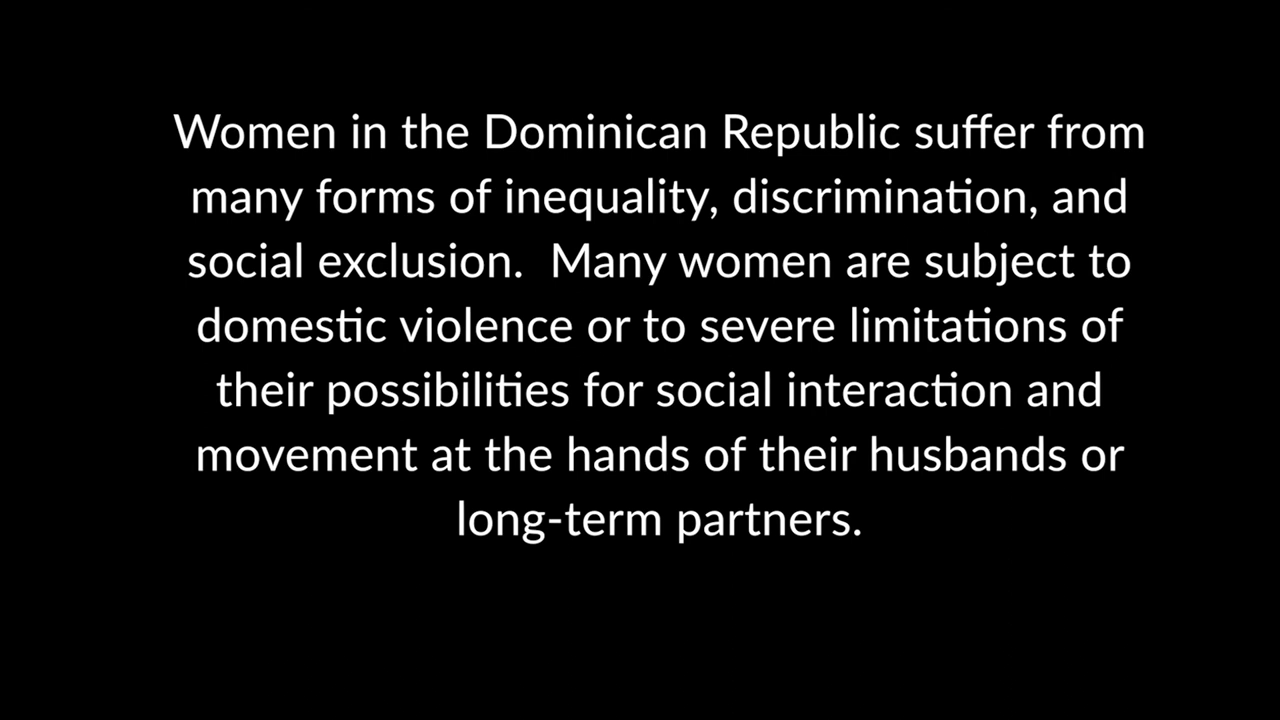 Women in the Dominican Republic suffer from
many forms of inequality, discrimination, and
social exclusion.  Many women are subject to
domestic violence or to severe limitations of
their possibilities for social interaction and
movement at the hands of their husbands or
long-term partners.